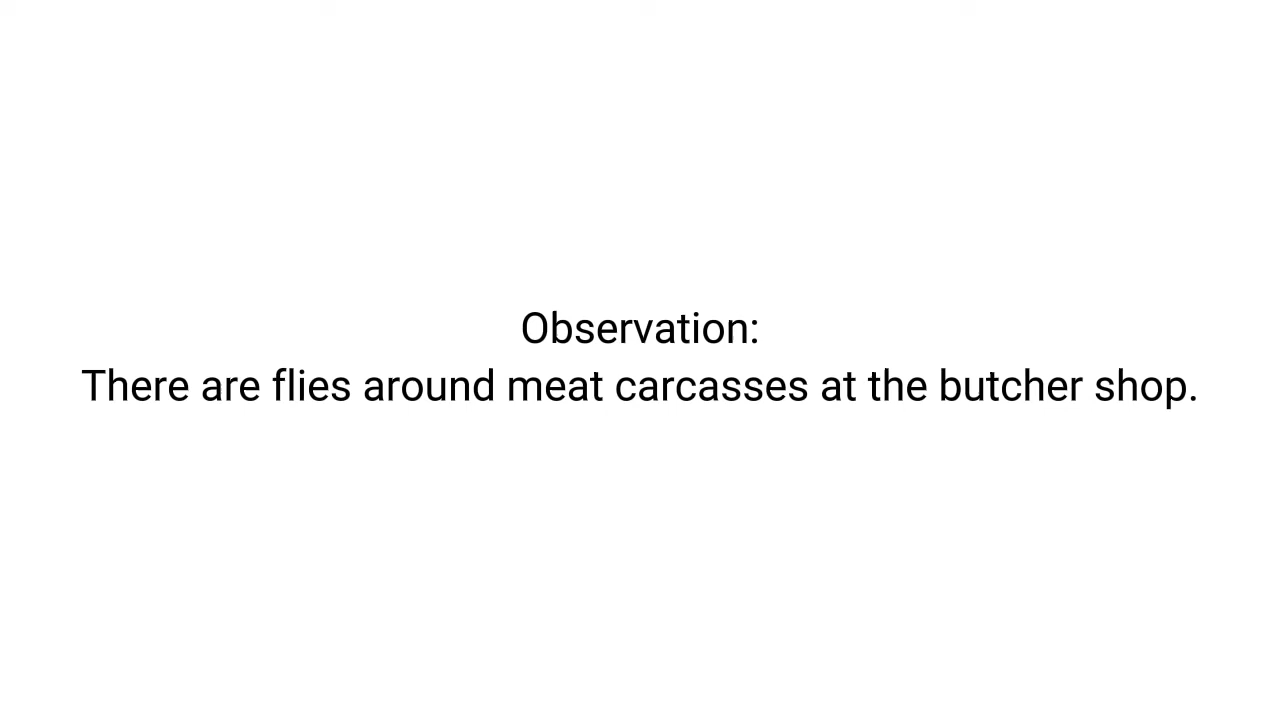 Observation:
There are flies around meat carcasses at the butcher shop.